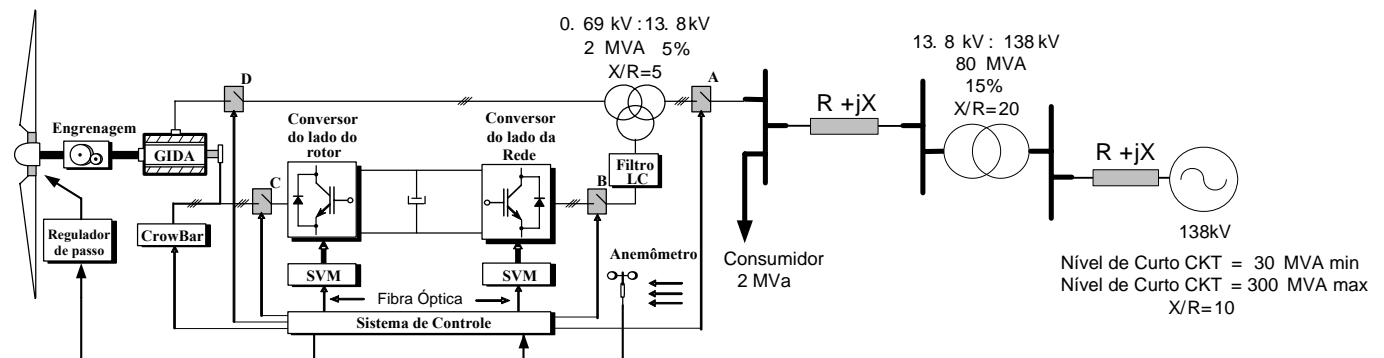 0. 69 kV :13. 8kV
2 MVA 5%
X/R=5
13. 8 kV : 138 kV
80 MVA
15%
X/R=20
D
A
Engrenagem
GIDA
Conversor
do lado do
rotor
Conversor
do lado da
Rede
Filtro
LC
R +jX
R +jX
C
B
138kV
Regulador
de passo
CrowBar
SVM
SVM
Anemômetro
Consumidor
2 MVa
Fibra Óptica
Sistema de Controle
Nível de Curto CKT = 30 MVA min
Nível de Curto CKT = 300 MVA max
X/R=10